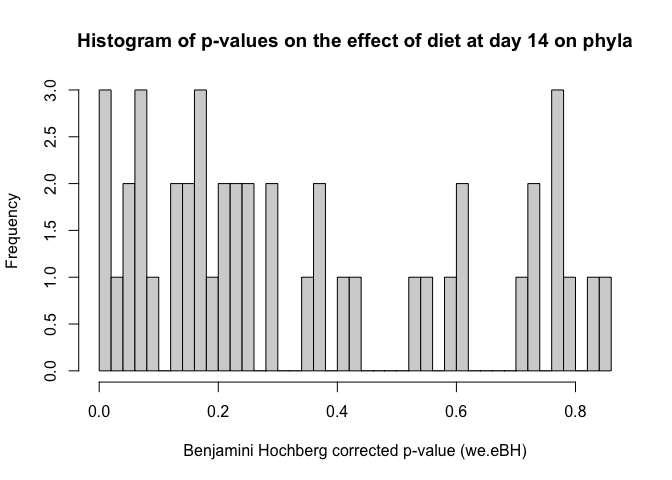 Histogram of p-values on the effect of diet at day 14 on phyla
3.0
2.5
2.0
1.5
1.0
0.5
0.0
Frequency
0.0 0.2 0.4 0.6 0.8
Benjamini Hochberg corrected p-value (we.eBH)